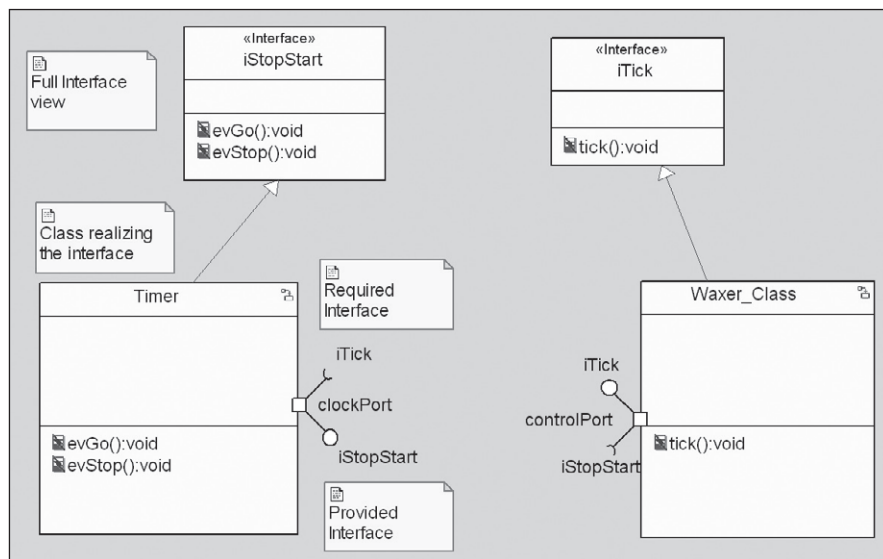 Full Interface
view
«Interface»
iStopStart
evGo():void
evStop():void
«Interface»
iTick
tick():void
Class realizing
the interface
Timer
evGo():void
evStop():void
Required
Interface
iTick
clockPort
iStopStart
Provided
Interface
Waxer_Class
iTick
controlPort
iStopStart
tick():void